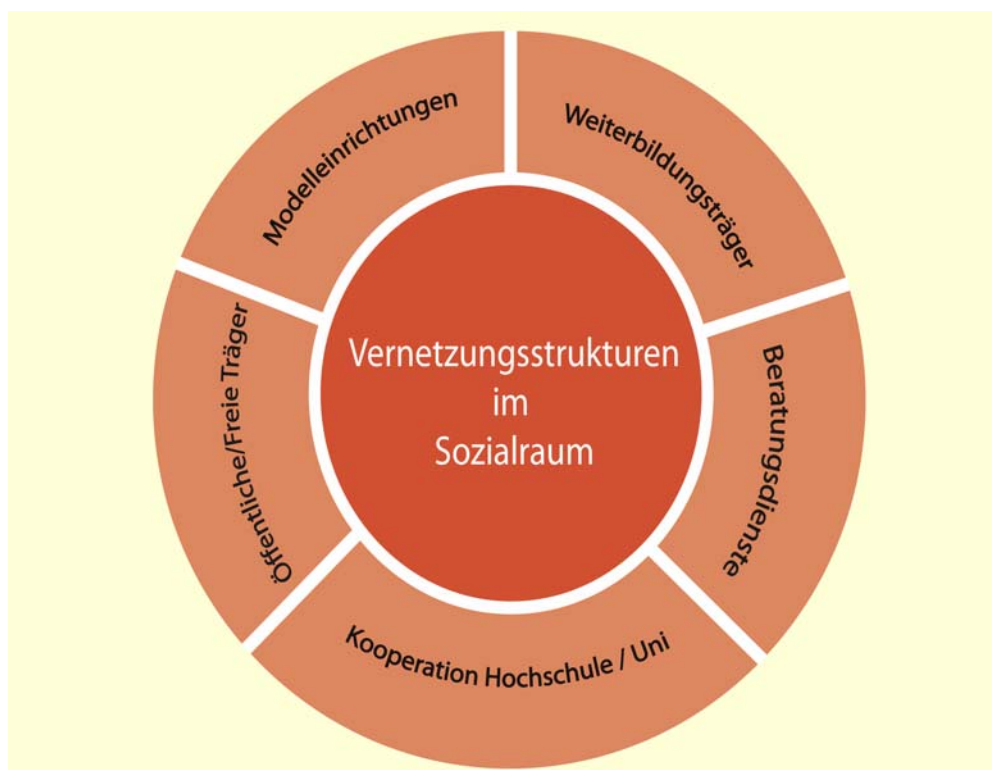 Modelleinrichtungen
Weiterbildungsträger
Öffentliche/Freie Träger
Vernetzungsstrukturen
im
Sozialraum
Beratungsdienste
Kooperation Hochschule / Uni